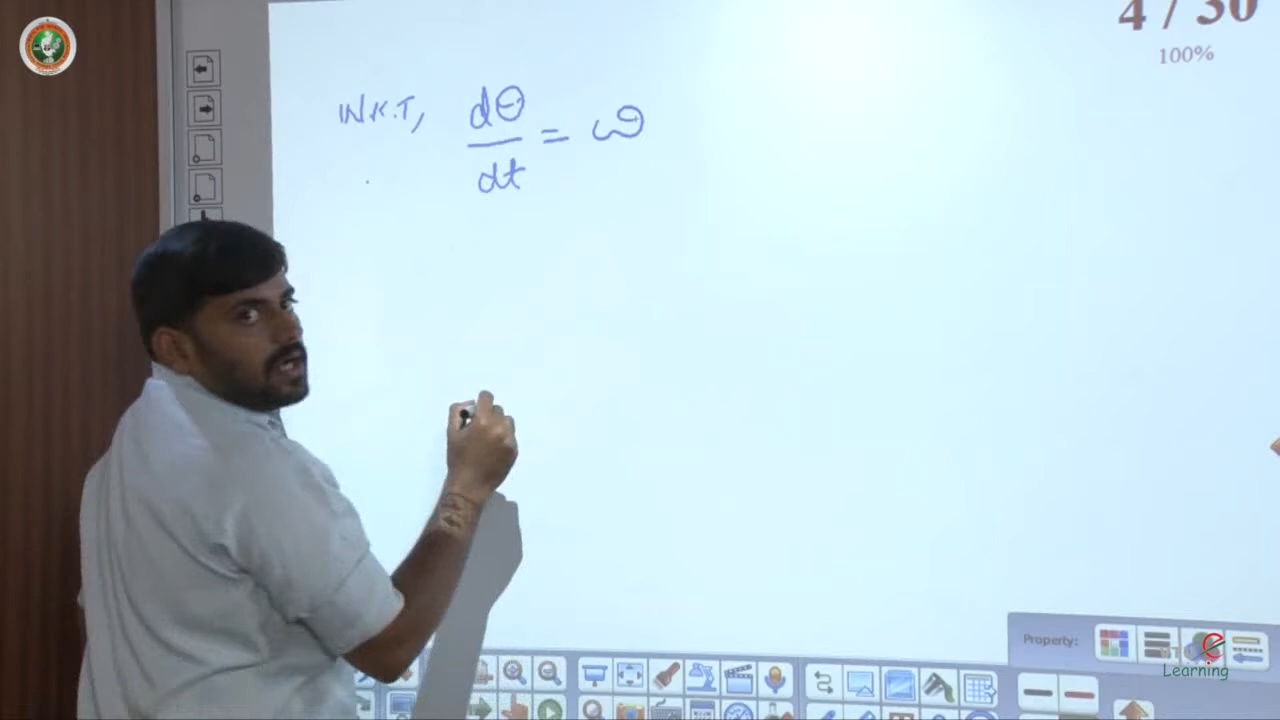 4 / 30
100%
W.K.T, dθ/dt = ω
Property:
e
Learning